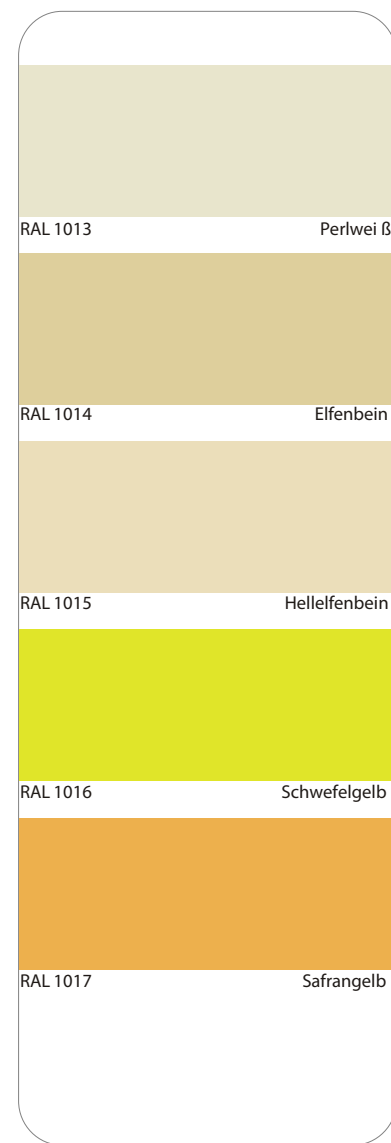 RAL 1013 Perlwei ß
RAL 1014 Elfenbein
RAL 1015 Hellelfenbein
RAL 1016 Schwefelgelb
RAL 1017 Safrangelb